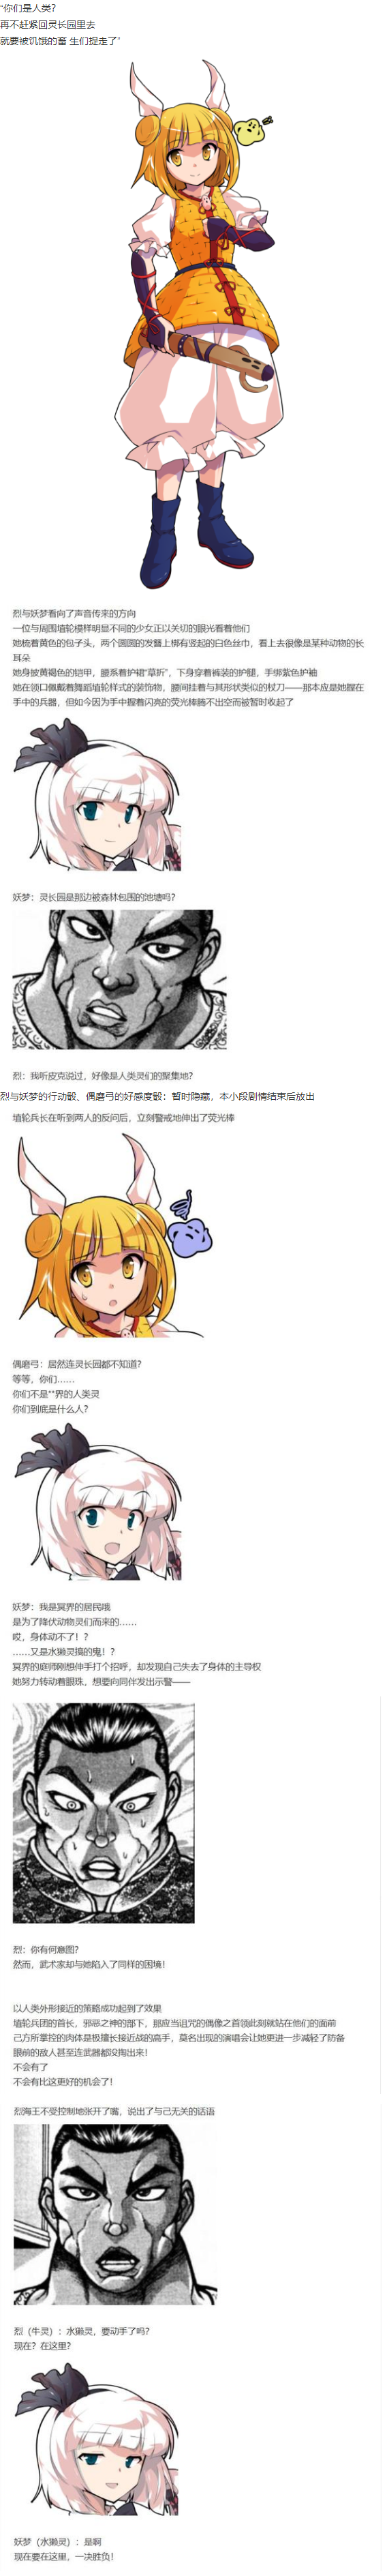 “你们是人类？
再不赶紧回灵长园里去
就要被饥饿的畜 生们捉走了”
烈与妖梦看向了声音传来的方向
一位与周围埴轮模样明显不同的少女正以关切的眼光看着他们
她梳着黄色的包子头，两个圆圆的发髻上绑有竖起的白色丝巾，看上去很像是某种动物的长
耳朵
她身披黄褐色的铠甲，腰系着护裙“草折”，下身穿着裤装的护腿，手绑紫色护袖
她在领口佩戴着舞蹈埴轮样式的装饰物，腰间挂着与其形状类似的杖刀——那本应是她握在
手中的兵器，但如今因为手中握着闪亮的荧光棒腾不出空而被暂时收起了
妖梦：灵长园是那边被森林包围的池塘吗？
烈：我听皮克说过，好像是人类灵们的聚集地？
烈与妖梦的行动骰、偶磨弓的好感度骰：暂时隐藏，本小段剧情结束后放出
埴轮兵长在听到两人的反问后，立刻警戒地伸出了荧光棒
偶磨弓：居然连灵长园都不知道？
等等，你们……
你们不是**界的人类灵
你们到底是什么人？
妖梦：我是冥界的居民哦
是为了降伏动物灵们而来的……
哎，身体动不了！？
……又是水獭灵搞的鬼！？
冥界的庭师刚想伸手打个招呼，却发现自己失去了身体的主导权
她努力转动着眼珠，想要向同伴发出示警——
烈：你有何意图？
然而，武术家却与她陷入了同样的困境！
以人类外形接近的策略成功起到了效果
埴轮兵团的首长，邪恶之神的部下，那应当诅咒的偶像之首领此刻就站在他们的面前
己方所掌控的肉体是极擅长接近战的高手，莫名出现的演唱会让她更进一步减轻了防备
眼前的敌人甚至连武器都没掏出来！
不会有了
不会有比这更好的机会了！
烈海王不受控制地张开了嘴，说出了与己无关的话语
烈（牛灵）：水獭灵，要动手了吗？
现在？在这里？
妖梦（水獭灵）：是啊
现在要在这里，一决胜负！